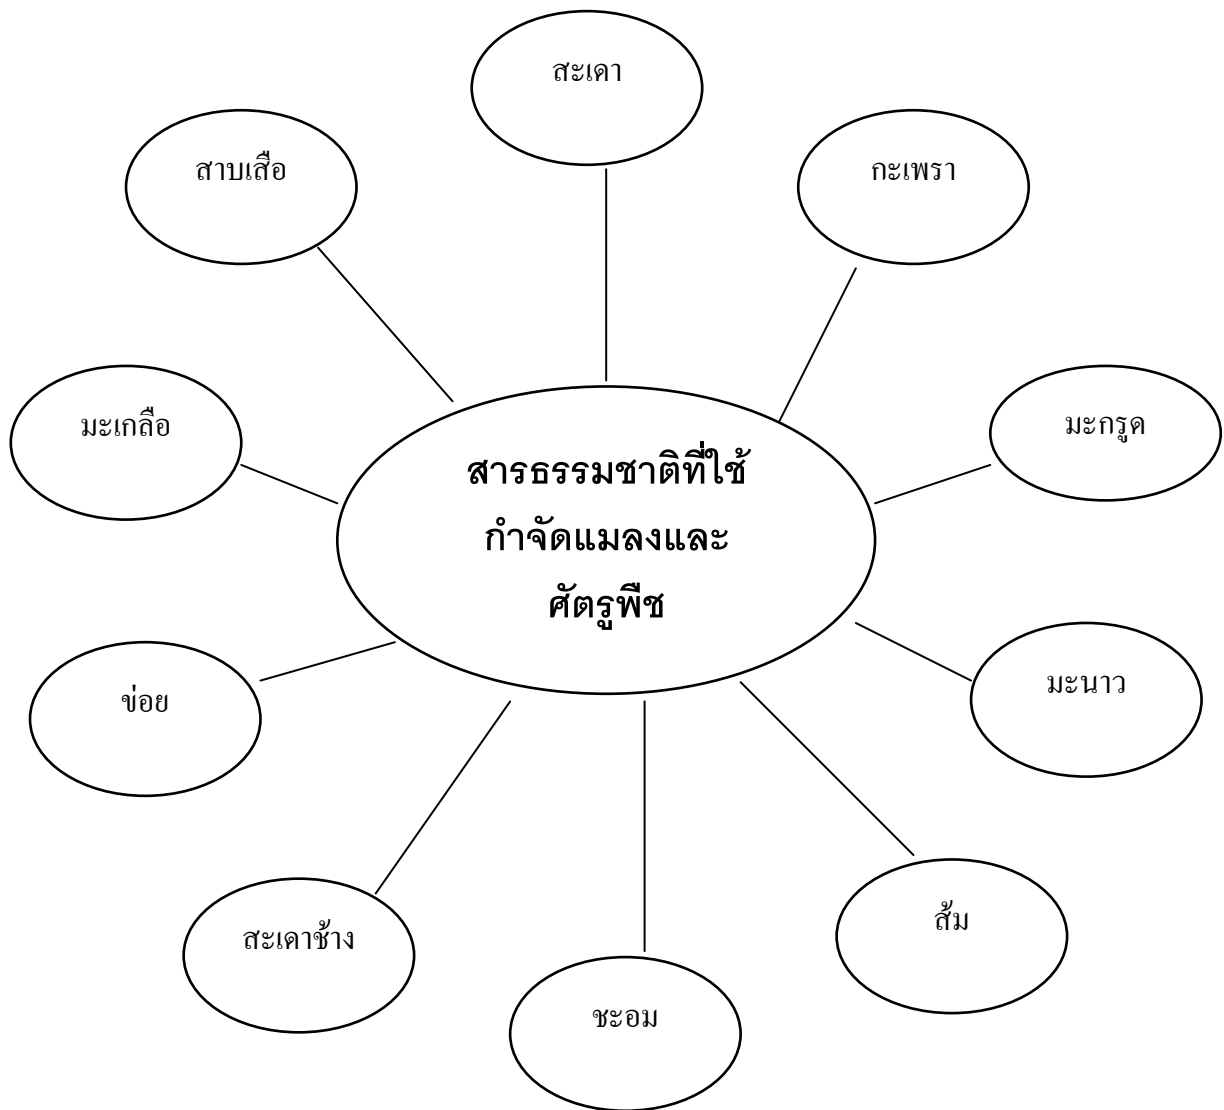 สะเดา
สาบเสือ
กะเพรา
มะเกลือ
มะกรูด
สารธรรมชาติที่ใช้
กำจัดแมลงและ
ศัตรูพืช
ข่อย
มะนาว
สะเดาช้าง
ส้ม
ชะอม